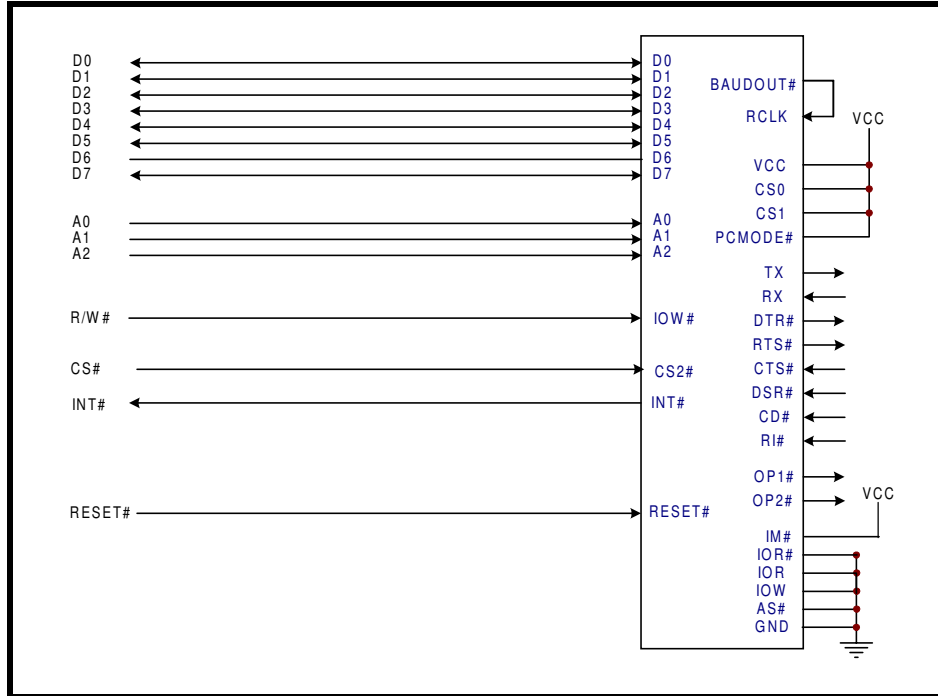 D0
D1
D2
D3
D4
D5
D6
D7
A0
A1
A2
R/W#
CS#
INT#
RESET#
D0
D1
D2
D3
D4
D5
D6
D7
A0
A1
A2
IOW#
CS2#
INT#
RESET#
BAUDOUT#
RCLK
VCC
VCC
CS0
CS1
PCMODE#
TX
RX
DTR#
RTS#
CTS#
DSR#
CD#
RI#
OP1#
OP2#
VCC
IM#
IOR#
IOR
IOW
AS#
GND